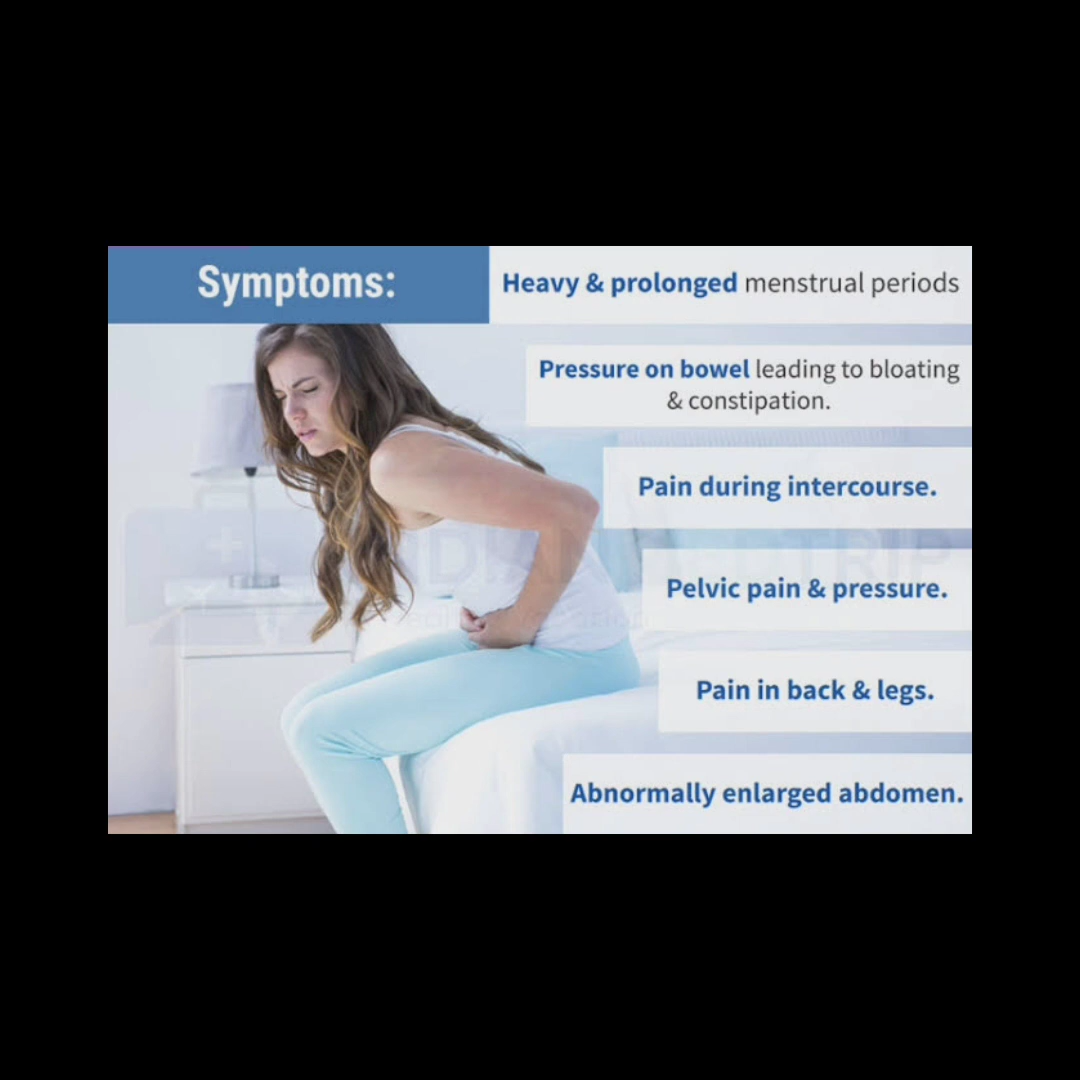 Symptoms:
Heavy & prolonged menstrual periods
Pressure on bowel leading to bloating
& constipation.
Pain during intercourse.
Pelvic pain & pressure.
Pain in back & legs.
Abnormally enlarged abdomen.